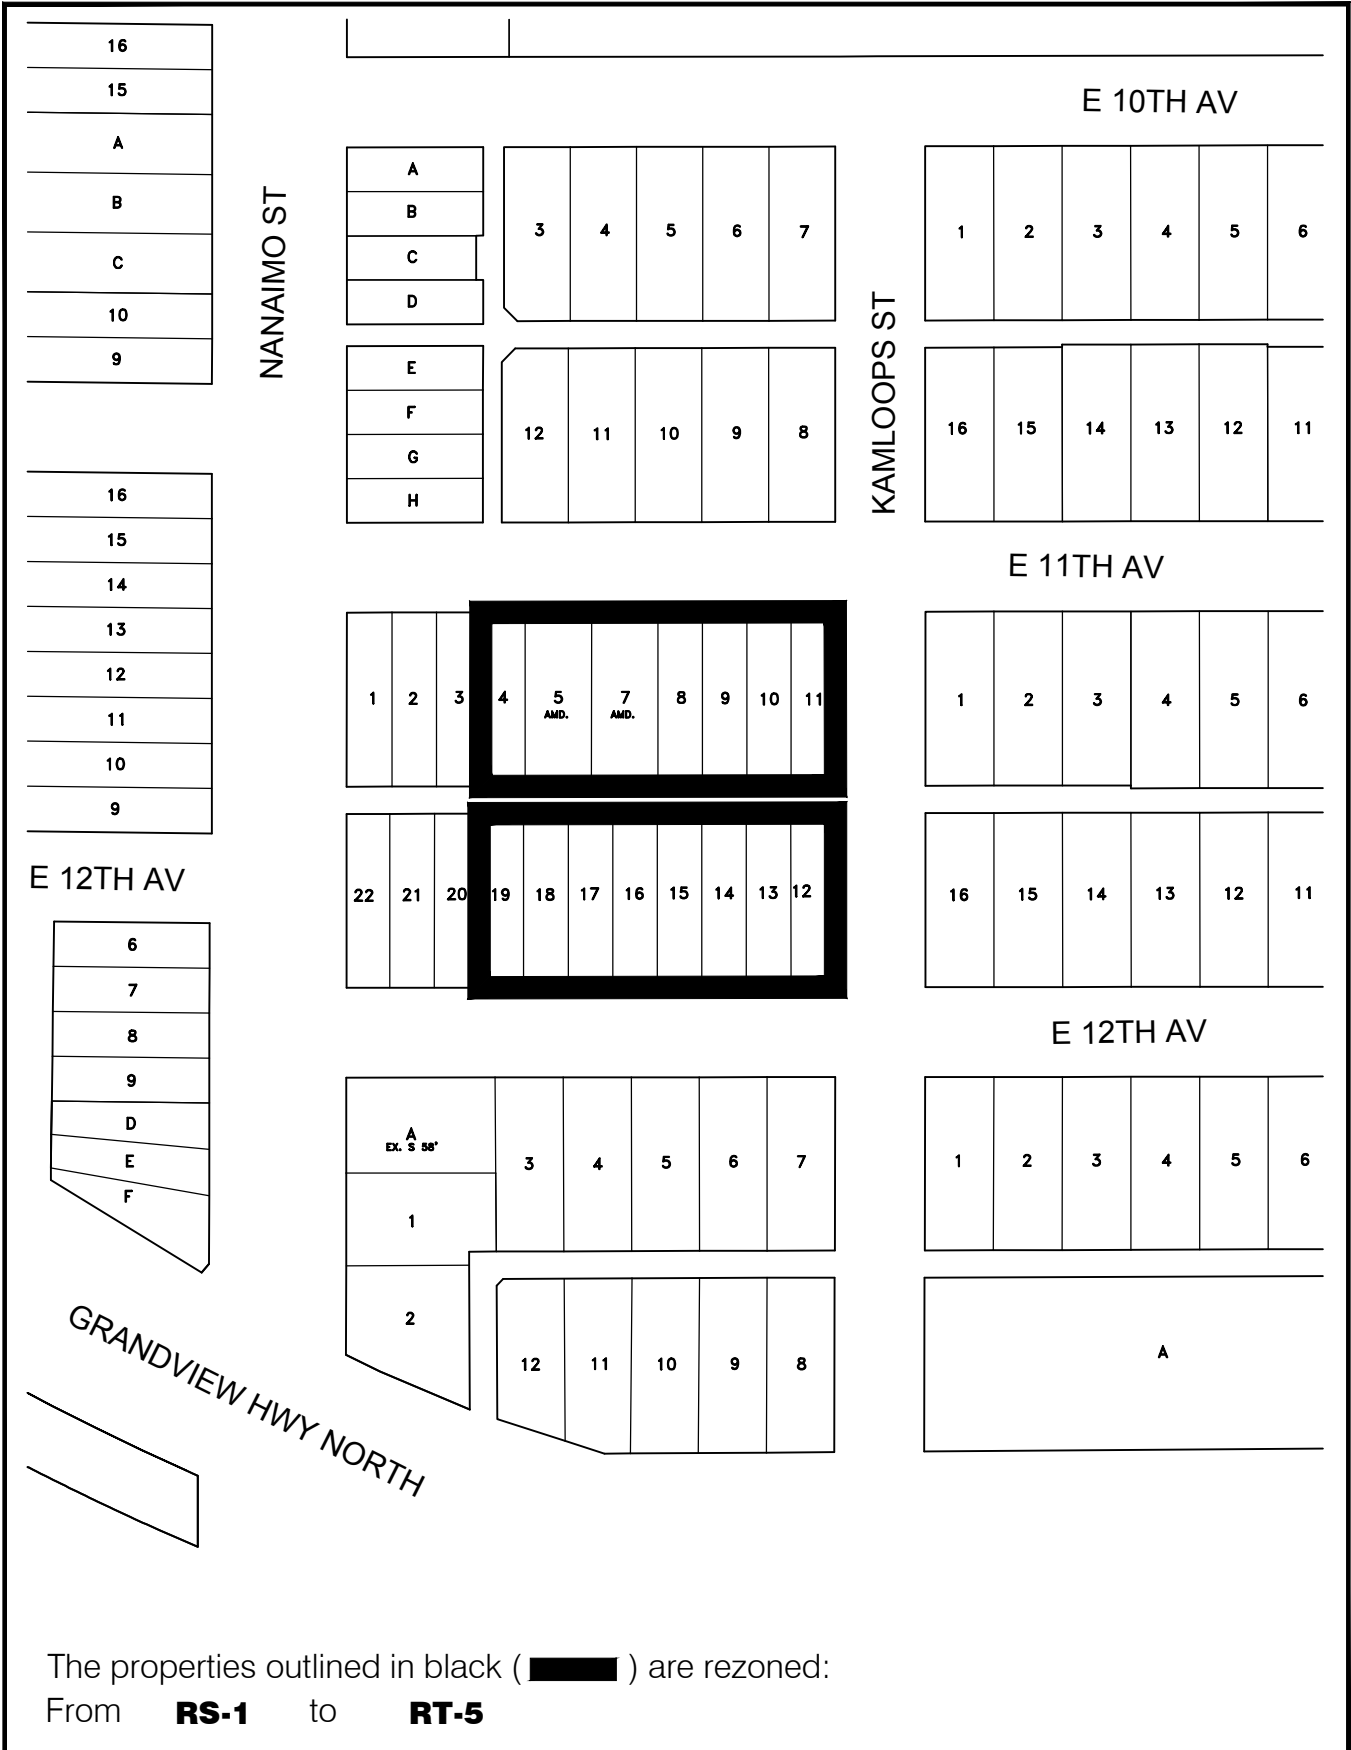 16
15
A
B
C
10
9
NANAIMO ST
E 10TH AV
A
B
C
D
3 4 5 6 7
1 2 3 4 5 6
E
F
G
H
12 11 10 9 8
KAMLOOPS ST
16 15 14 13 12 11
E 11TH AV
16
15
14
13
12
11
10
9
1 2 3 4 5 7 8 9 10 11
AMD. AMD.
1 2 3 4 5 6
22 21 20 19 18 17 16 15 14 13 12
16 15 14 13 12 11
E 12TH AV
E 12TH AV
6
7
8
9
D
E
F
A
EX. S 58'
1
2
3 4 5 6 7
1 2 3 4 5 6
12 11 10 9 8
A
GRANDVIEW HWY NORTH
The properties outlined in black ( ) are rezoned:
From RS-1 to RT-5